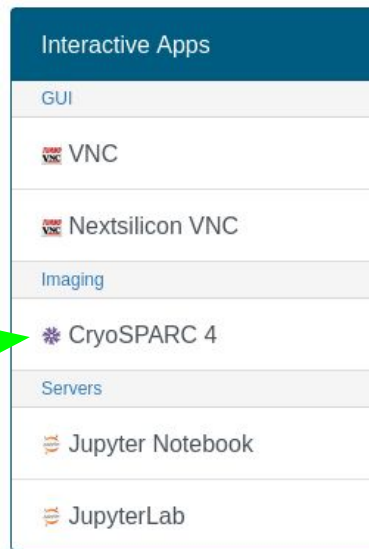 Interactive Apps
GUI
VNC
Nextsilicon VNC
Imaging
CryoSPARC 4
Servers
Jupyter Notebook
JupyterLab